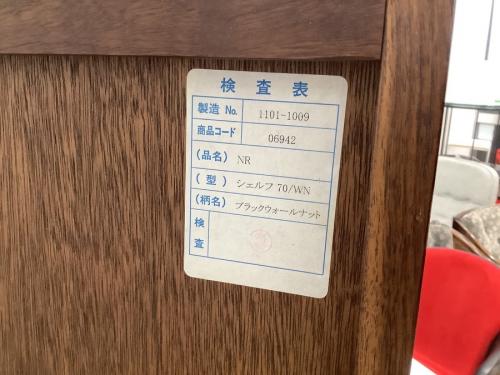 検査表
製造 No. 1101-1009
商品コード 06942
(品名) NR
(型) シェルフ 70/WN
(柄名) ブラックウォールナット
検査